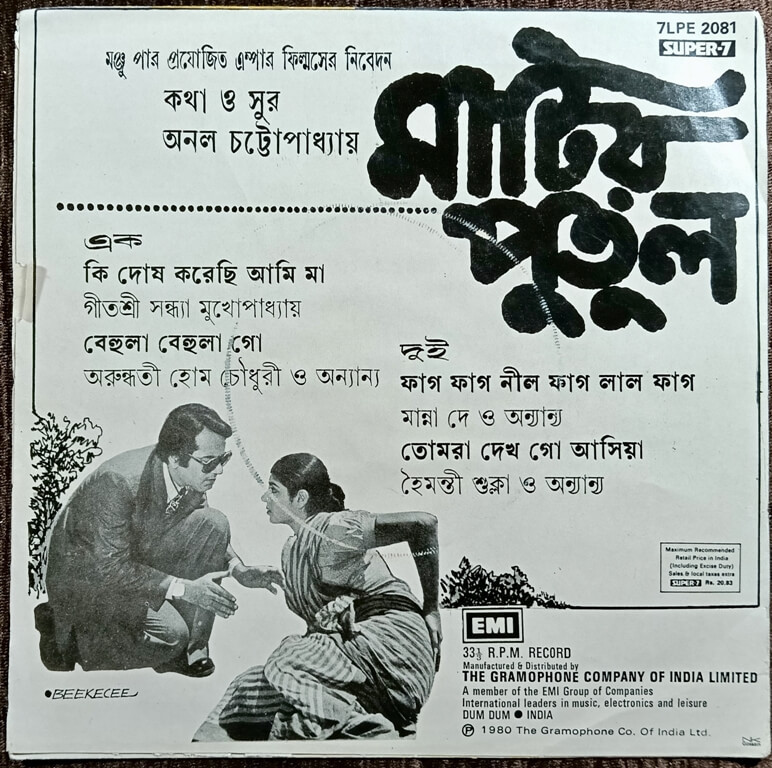 7LPE 2081
SUPER-7
মঞ্জু পার প্রযোজিত এম্পার ফিল্মসের নিবেদন
কথা ও সুর
অনল চট্টোপাধ্যায়
মাটির
পুতুল
এক
কি দোষ করেছি আমি মা
গীতশ্রী সন্ধ্যা মুখোপাধ্যায়
বেহুলা বেহুলা গো
অরুন্ধতী হোম চৌধুরী ও অন্যান্য
দুই
ফাগ ফাগ নীল ফাগ লাল ফাগ
মান্না দে ও অন্যান্য
তোমরা দেখ গো আসিয়া
হৈমন্তী শুক্লা ও অন্যান্য
Maximum Recommended
Retail Price in India
(Including Excise Duty)
Sales & local taxes extra
SUPER-7 Rs. 20.83
EMI
33⅓ R.P.M. RECORD
Manufactured & Distributed by
THE GRAMOPHONE COMPANY OF INDIA LIMITED
A member of the EMI Group of Companies
International leaders in music, electronics and leisure
DUM DUM ● INDIA
Ⓟ 1980 The Gramophone Co. Of India Ltd.
BEEKECEE